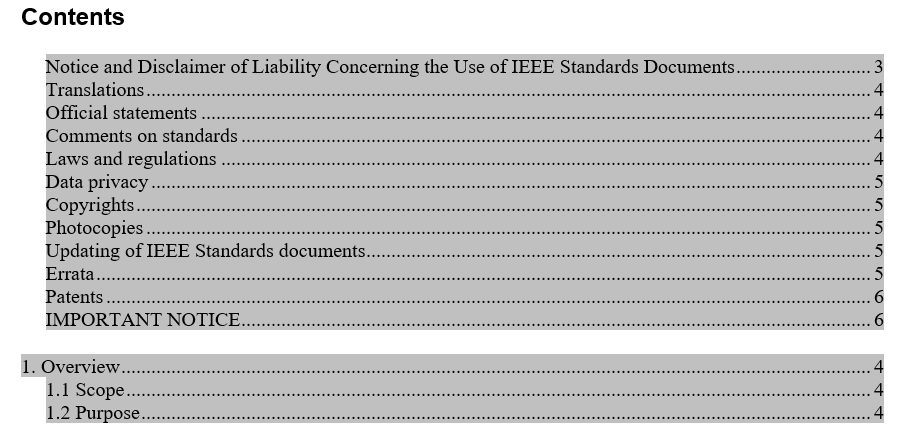 Contents
Notice and Disclaimer of Liability Concerning the Use of IEEE Standards Documents............................ 3
Translations.................................................................................................................................................... 4
Official statements ......................................................................................................................................... 4
Comments on standards ................................................................................................................................. 4
Laws and regulations ..................................................................................................................................... 4
Data privacy ................................................................................................................................................... 5
Copyrights...................................................................................................................................................... 5
Photocopies .................................................................................................................................................... 5
Updating of IEEE Standards documents........................................................................................................ 5
Errata .............................................................................................................................................................. 5
Patents ............................................................................................................................................................ 6
IMPORTANT NOTICE................................................................................................................................. 6
1. Overview......................................................................................................................................................... 4
1.1 Scope........................................................................................................................................................ 4
1.2 Purpose..................................................................................................................................................... 4